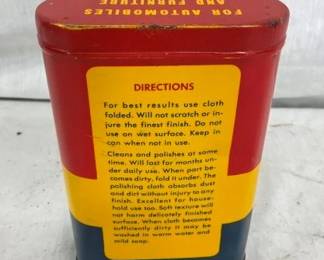 FOR AUTOMOBILES
AND FURNITURE
DIRECTIONS
For best results use cloth
folded. Will not scratch or in-
jure the finest finish. Do not
use on wet surface. Keep in
can when not in use.
Cleans and polishes at same
time. Will last for months un-
der daily use. When part be-
comes dirty, fold it under. The
polishing cloth absorbs dust
and dirt without injury to any
finish. Excellent for house-
hold use too. Soft texture will
not harm delicately finished
surface. When cloth becomes
sufficiently dirty it may be
washed in warm water and
mild soap.